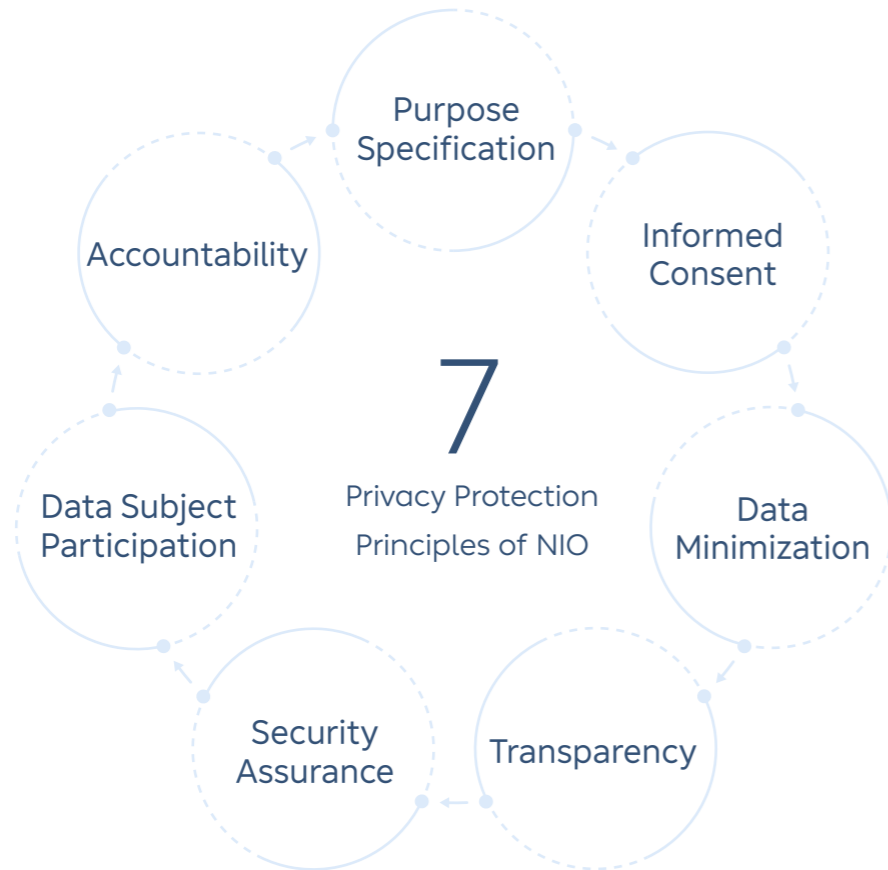 Purpose
Specification
Informed
Consent
Data
Minimization
Transparency
Security
Assurance
Data Subject
Participation
Accountability
7
Privacy Protection
Principles of NIO